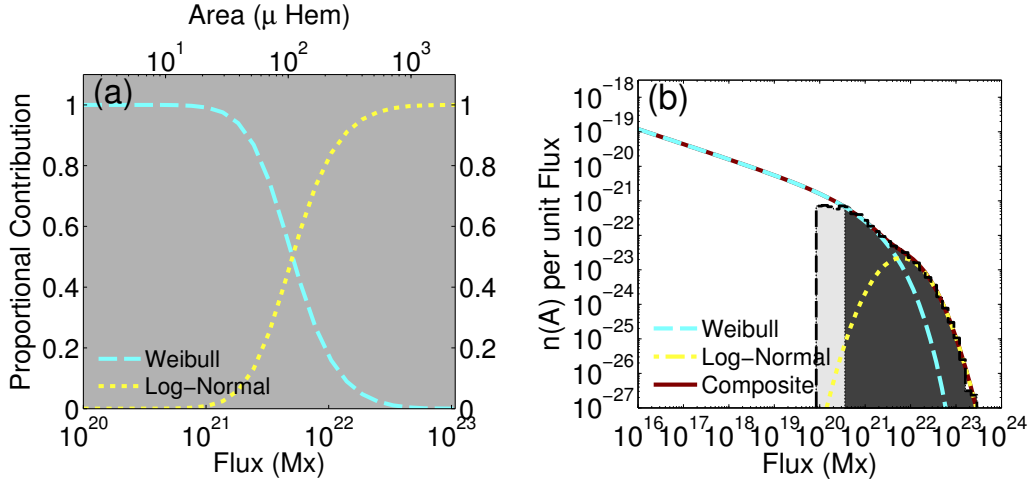 Area (μ Hem)
10^1 10^2 10^3
(a)
Proportional Contribution
1 0.8 0.6 0.4 0.2 0
1 0.8 0.6 0.4 0.2 0
Weibull
Log−Normal
10^20 10^21 10^22 10^23
Flux (Mx)
(b)
n(A) per unit Flux
10^−18
10^−19
10^−20
10^−21
10^−22
10^−23
10^−24
10^−25
10^−26
10^−27
Weibull
Log−Normal
Composite
10^16 10^17 10^18 10^19 10^20 10^21 10^22 10^23 10^24
Flux (Mx)